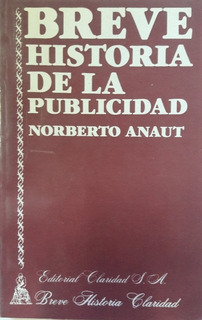 BREVE
HISTORIA
DE LA
PUBLICIDAD
NORBERTO ANAUT
Editorial Claridad S. A.
Breve Historia Claridad